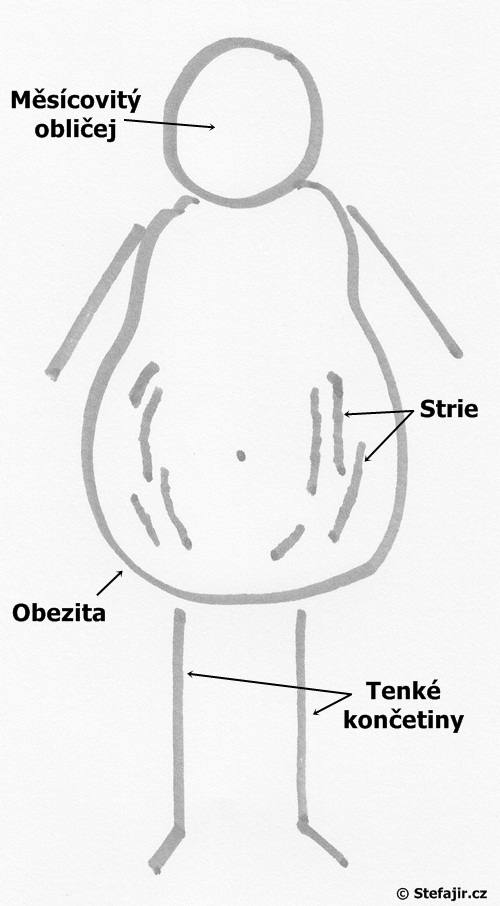 Měsícovitý
obličej
Strie
Obezita
Tenké
končetiny
© Stefajir.cz